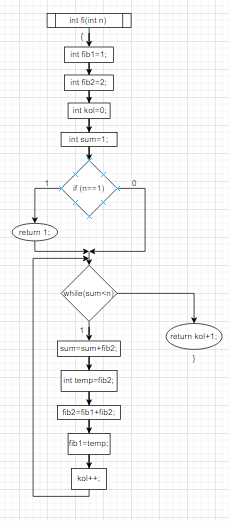 int fi(int n)
{
int fib1=1;
int fib2=2;
int kol=0;
int sum=1;
if (n==1)
1
0
return 1;
while(sum<n)
1
return kol+1;
}
sum=sum+fib2;
int temp=fib2;
fib2=fib1+fib2;
fib1=temp;
kol++;